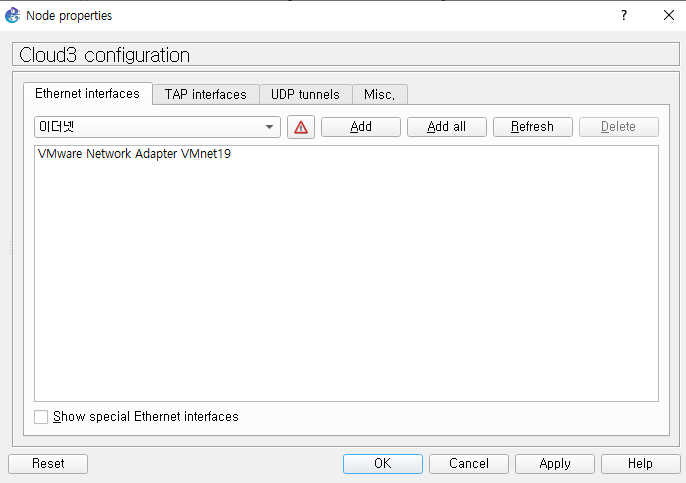 Node properties
?
Cloud3 configuration
Ethernet interfaces TAP interfaces UDP tunnels Misc.
이더넷 Add Add all Refresh Delete
VMware Network Adapter VMnet19
Show special Ethernet interfaces
Reset OK Cancel Apply Help